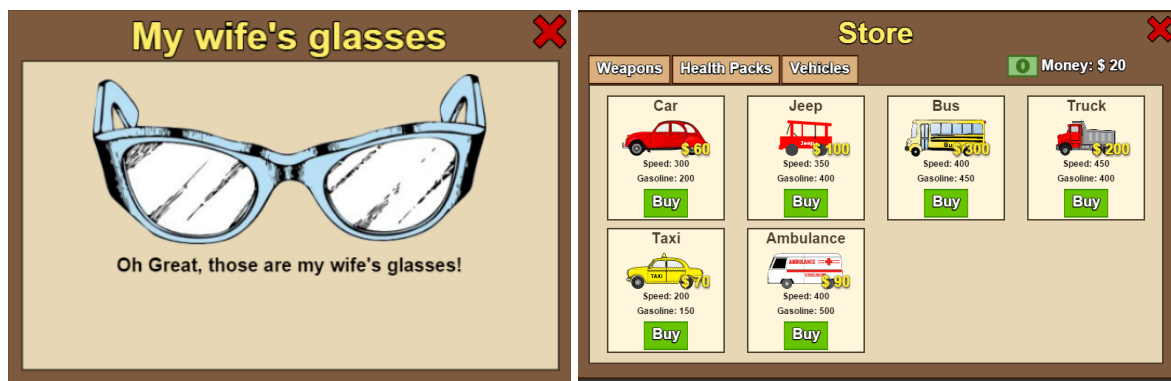 My wife's glasses
Oh Great, those are my wife's glasses!
Store
Weapons Health Packs Vehicles Money: $ 20
Car Jeep Bus Truck
Jeep
$ 60 $ 100 $ 300 $ 200
Speed: 300 Speed: 350 Speed: 400 Speed: 450
Gasoline: 200 Gasoline: 400 Gasoline: 450 Gasoline: 400
Buy Buy Buy Buy
Taxi Ambulance
TAXI AMBULANCE
$ 70 $ 90
Speed: 200 Speed: 400
Gasoline: 150 Gasoline: 500
Buy Buy